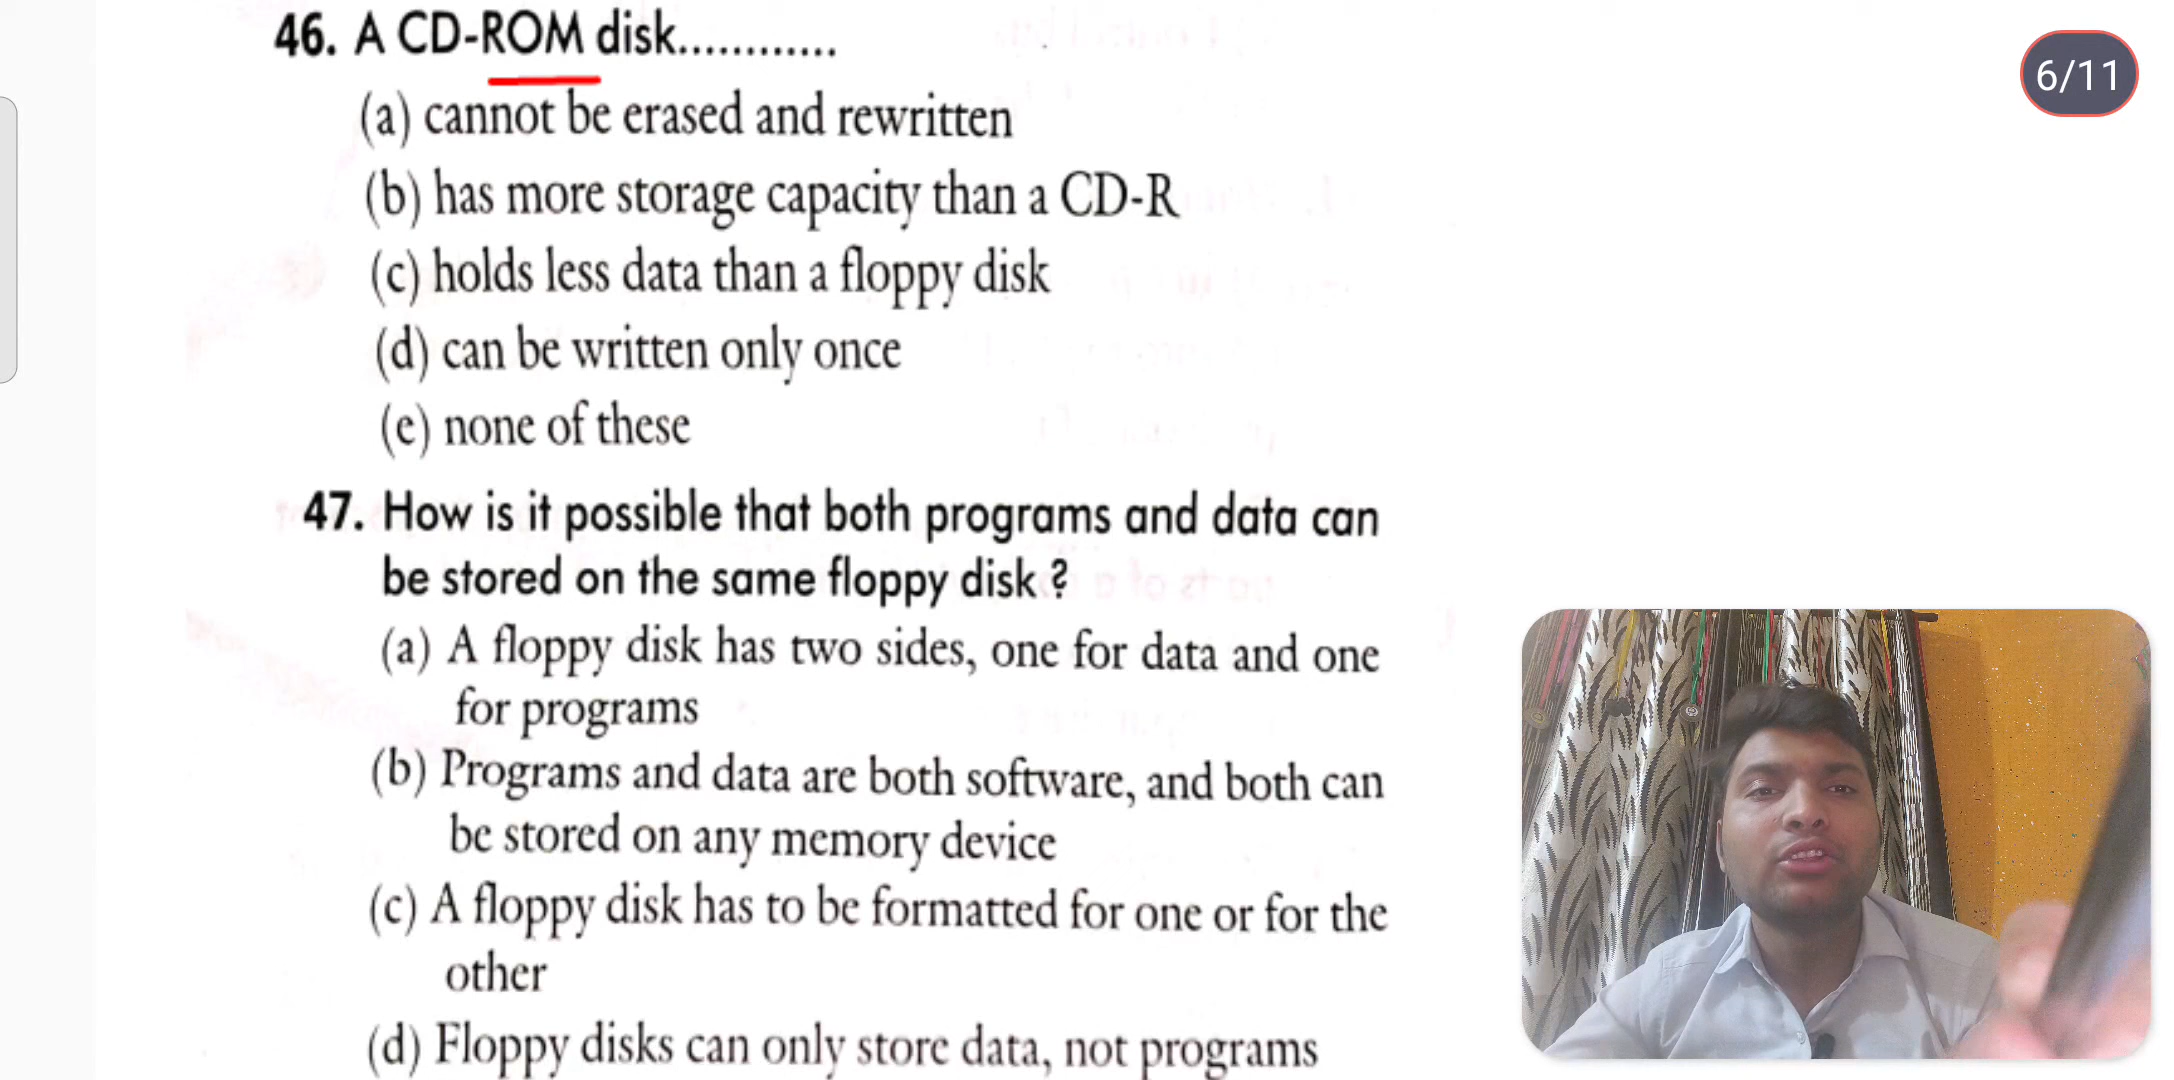 46. A CD-ROM disk............
(a) cannot be erased and rewritten
(b) has more storage capacity than a CD-R
(c) holds less data than a floppy disk
(d) can be written only once
(e) none of these
47. How is it possible that both programs and data can
be stored on the same floppy disk ?
(a) A floppy disk has two sides, one for data and one
for programs
(b) Programs and data are both software, and both can
be stored on any memory device
(c) A floppy disk has to be formatted for one or for the
other
(d) Floppy disks can only store data, not programs
6/11